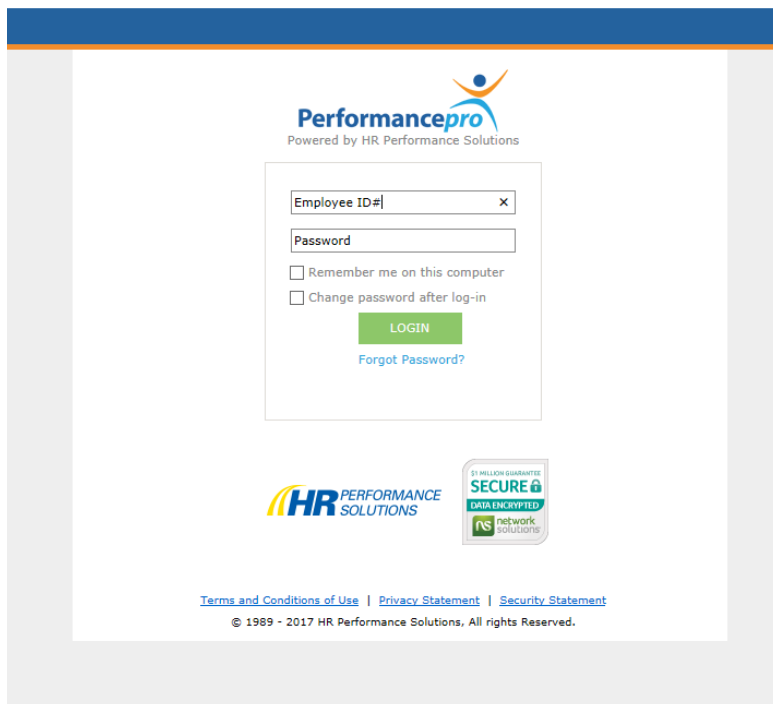 Performancepro
Powered by HR Performance Solutions
Employee ID#
Password
Remember me on this computer
Change password after log-in
LOGIN
Forgot Password?
HR PERFORMANCE SOLUTIONS
$1 MILLION GUARANTEE
SECURE
DATA ENCRYPTED
ns network solutions
Terms and Conditions of Use | Privacy Statement | Security Statement
© 1989 - 2017 HR Performance Solutions, All rights Reserved.